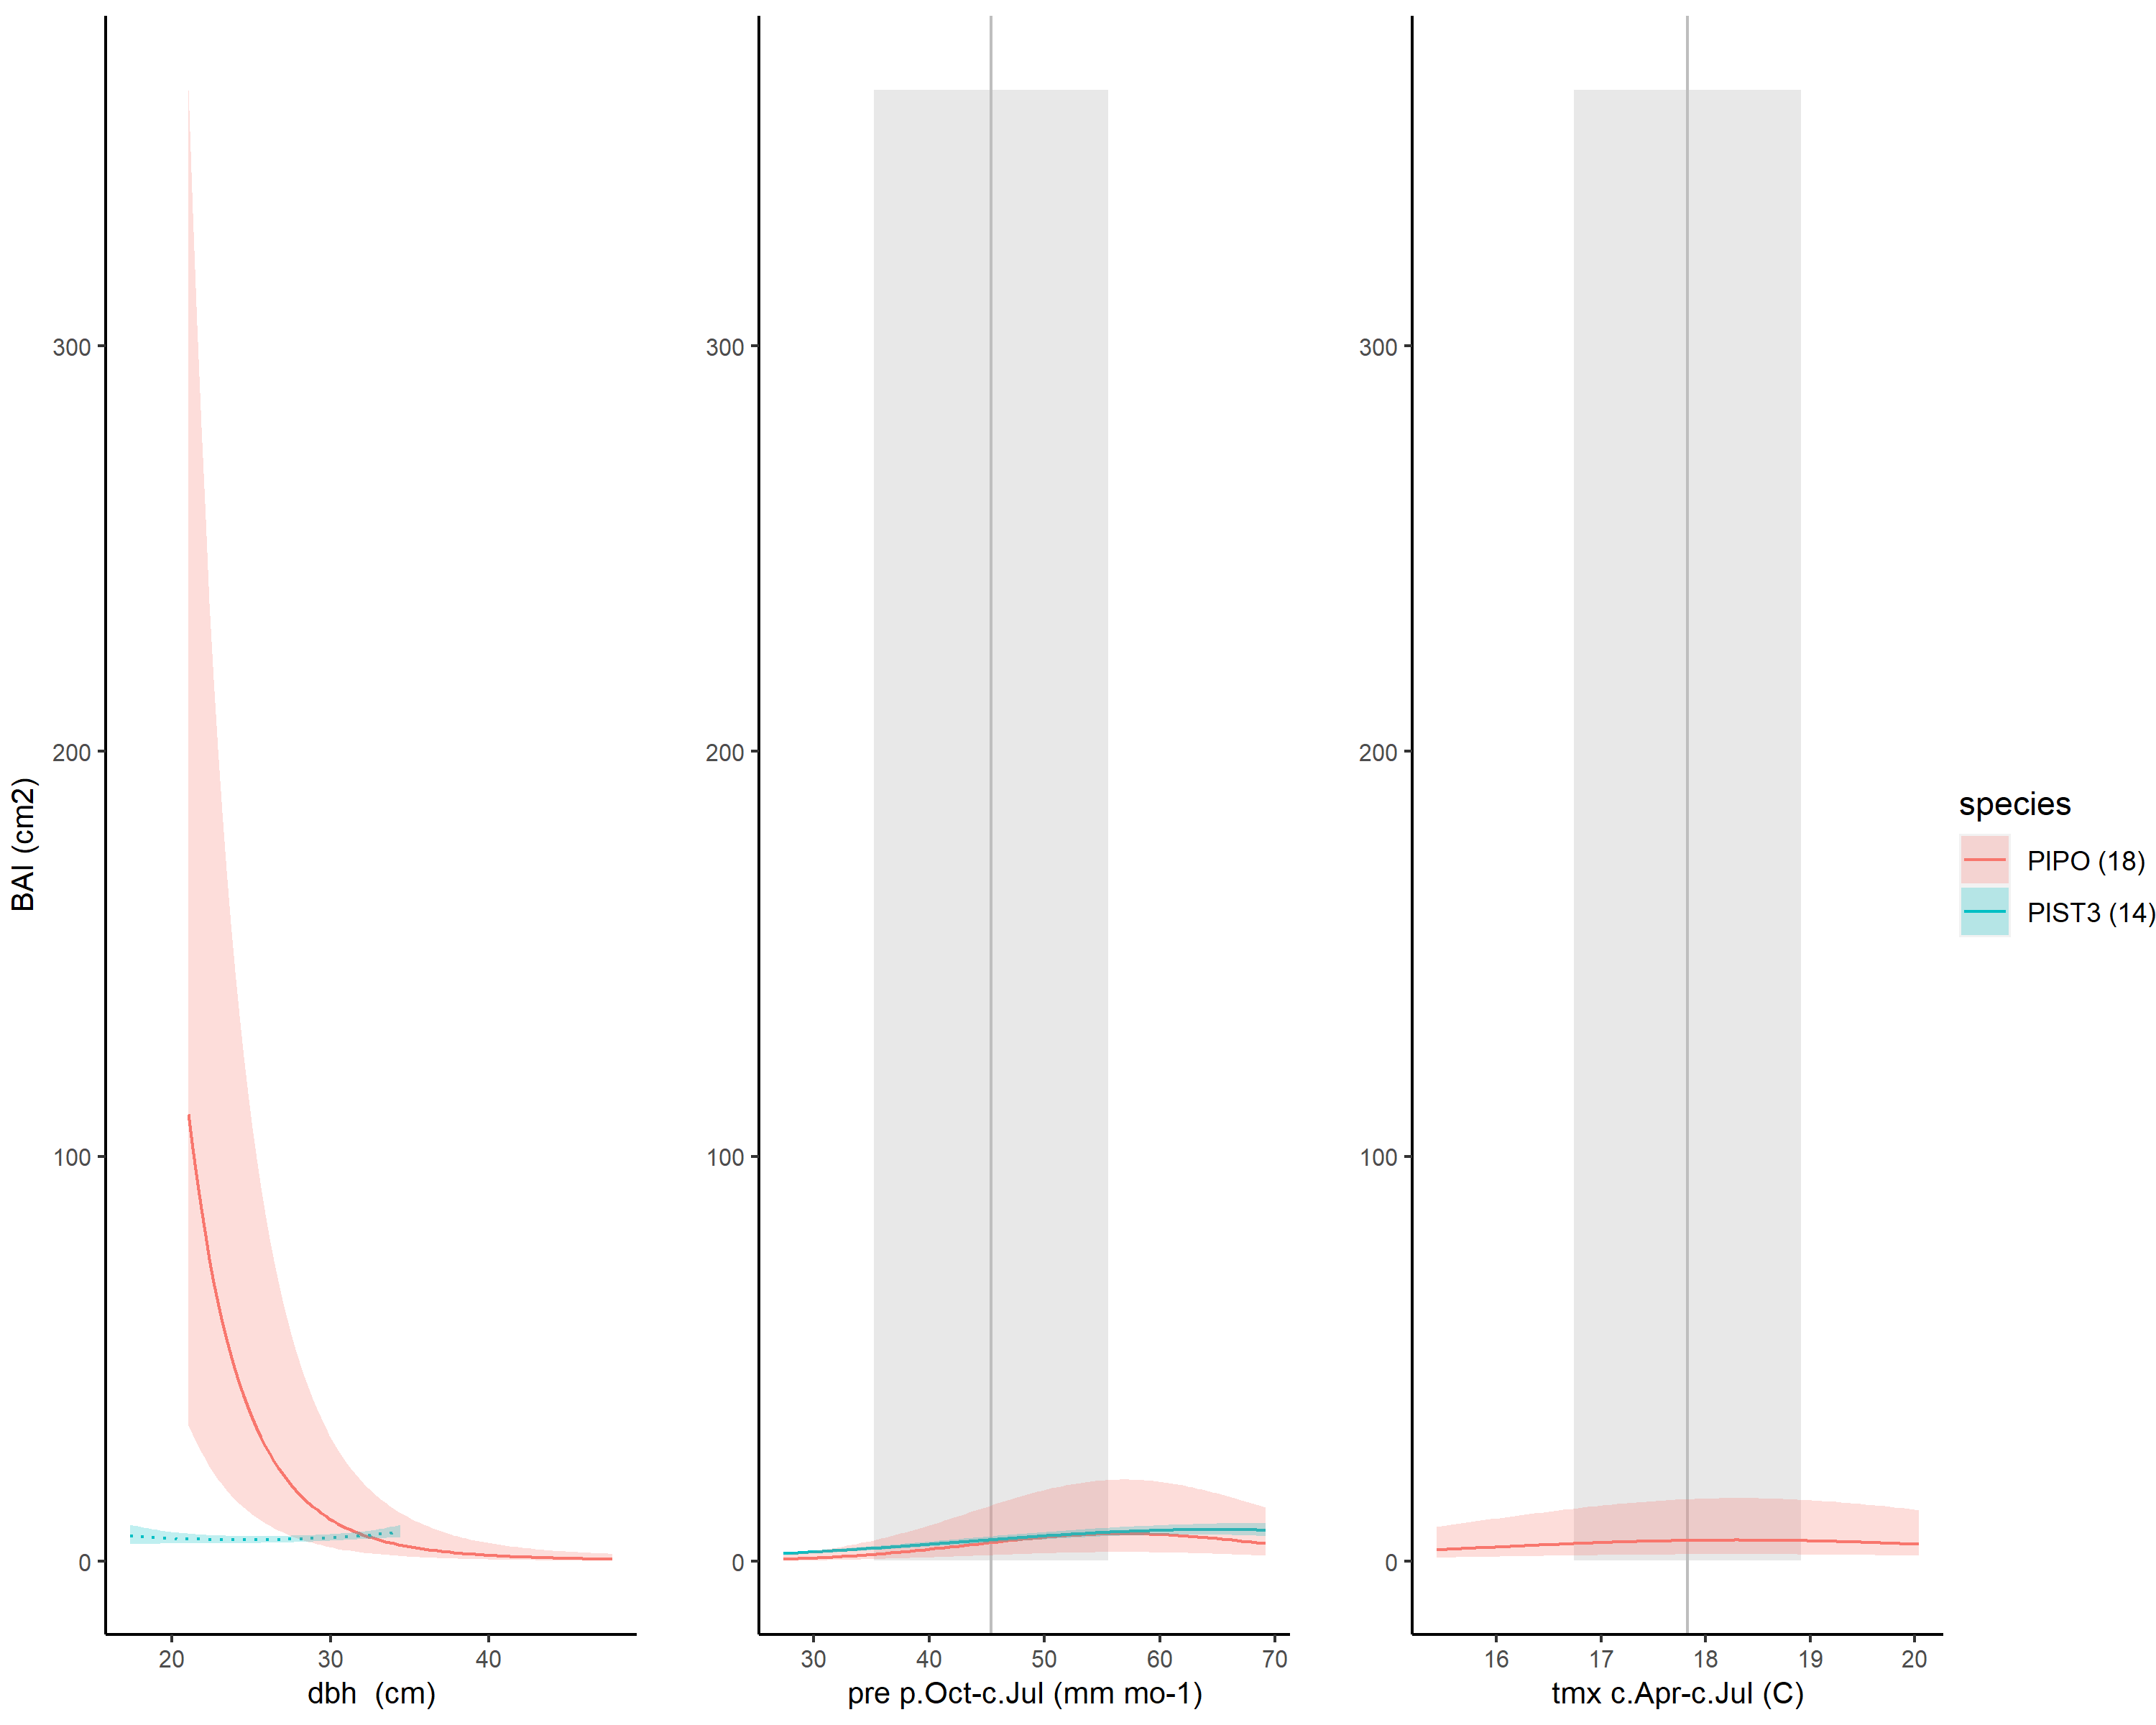 BAI (cm2)
300
200
100
0
20 30 40
dbh  (cm)
300
200
100
0
30 40 50 60 70
pre p.Oct-c.Jul (mm mo-1)
300
200
100
0
16 17 18 19 20
tmx c.Apr-c.Jul (C)
species
PIPO (18)
PIST3 (14)